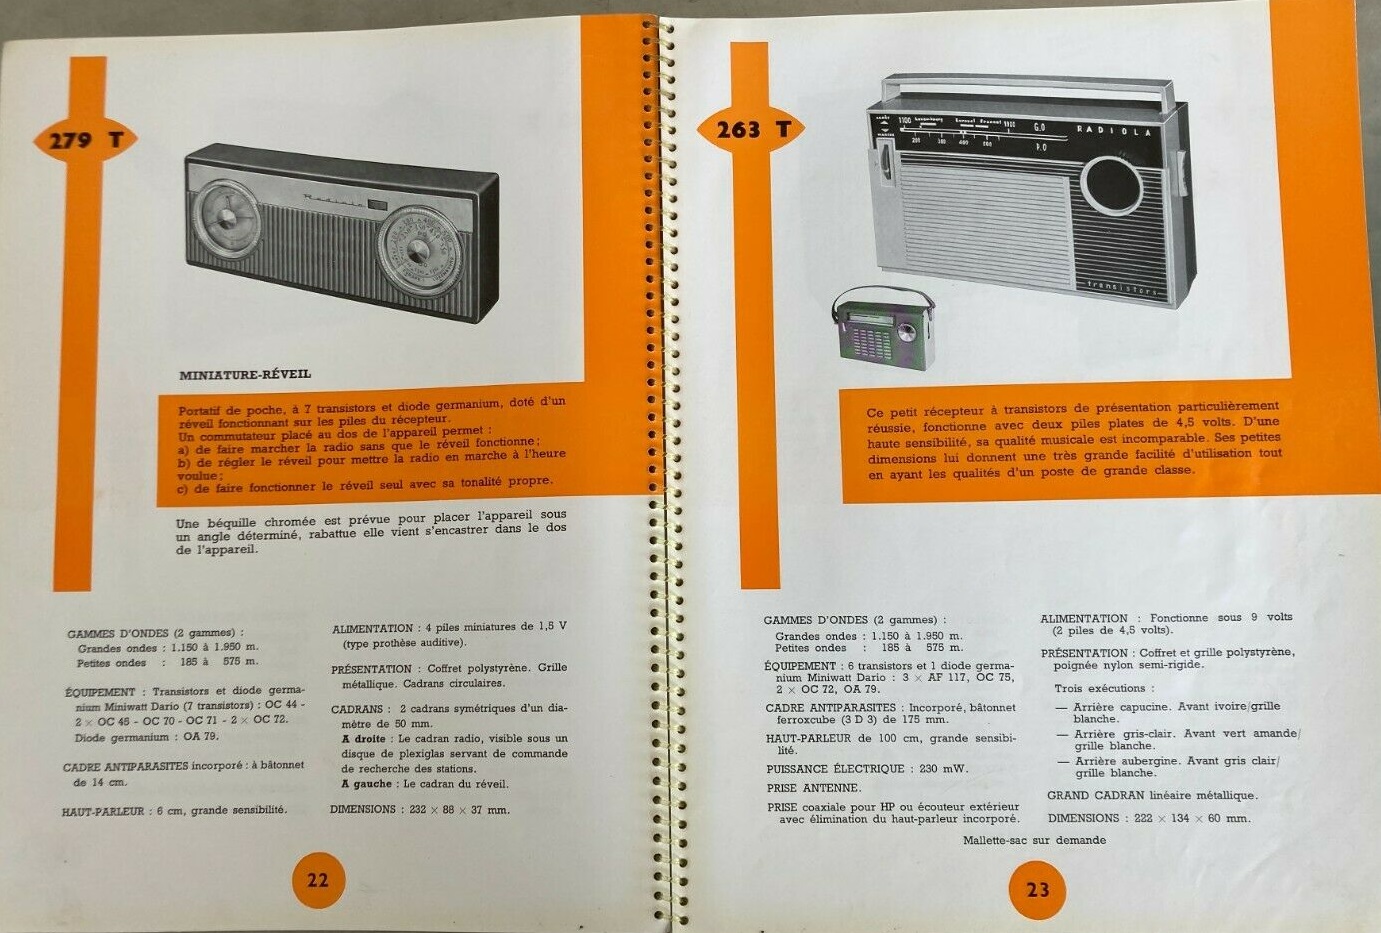 279 T
Radiola
MINIATURE-RÉVEIL
Portatif de poche, à 7 transistors et diode germanium, doté d'un
réveil fonctionnant sur les piles du récepteur.
Un commutateur placé au dos de l'appareil permet :
a) de faire marcher la radio sans que le réveil fonctionne ;
b) de régler le réveil pour mettre la radio en marche à l'heure
voulue ;
c) de faire fonctionner le réveil seul avec sa tonalité propre.
Une béquille chromée est prévue pour placer l'appareil sous
un angle déterminé, rabattue elle vient s'encastrer dans le dos
de l'appareil.
GAMMES D'ONDES (2 gammes) :
Grandes ondes : 1.150 à 1.950 m.
Petites ondes : 185 à 575 m.
ÉQUIPEMENT : Transistors et diode germa-
nium Miniwatt Dario (7 transistors) : OC 44 -
2 × OC 45 - OC 70 - OC 71 - 2 × OC 72.
Diode germanium : OA 79.
CADRE ANTIPARASITES incorporé : à bâtonnet
de 14 cm.
HAUT-PARLEUR : 6 cm, grande sensibilité.
ALIMENTATION : 4 piles miniatures de 1,5 V
(type prothèse auditive).
PRÉSENTATION : Coffret polystyrène. Grille
métallique. Cadrans circulaires.
CADRANS : 2 cadrans symétriques d'un dia-
mètre de 50 mm.
A droite : Le cadran radio, visible sous un
disque de plexiglas servant de commande
de recherche des stations.
A gauche : Le cadran du réveil.
DIMENSIONS : 232 × 88 × 37 mm.
22
263 T
1100 Luxembourg G.O RADIOLA
P.O
transistors
Ce petit récepteur à transistors de présentation particulièrement
réussie, fonctionne avec deux piles plates de 4,5 volts. D'une
haute sensibilité, sa qualité musicale est incomparable. Ses petites
dimensions lui donnent une très grande facilité d'utilisation tout
en ayant les qualités d'un poste de grande classe.
GAMMES D'ONDES (2 gammes) :
Grandes ondes : 1.150 à 1.950 m.
Petites ondes : 185 à 575 m.
ÉQUIPEMENT : 6 transistors et 1 diode germa-
nium Miniwatt Dario : 3 × AF 117, OC 75,
2 × OC 72, OA 79.
CADRE ANTIPARASITES : Incorporé, bâtonnet
ferroxcube (3 D 3) de 175 mm.
HAUT-PARLEUR de 100 cm, grande sensibi-
lité.
PUISSANCE ÉLECTRIQUE : 230 mW.
PRISE ANTENNE.
PRISE coaxiale pour HP ou écouteur extérieur
avec élimination du haut-parleur incorporé.
ALIMENTATION : Fonctionne sous 9 volts
(2 piles de 4,5 volts).
PRÉSENTATION : Coffret et grille polystyrène,
poignée nylon semi-rigide.
Trois exécutions :
— Arrière capucine. Avant ivoire/grille
blanche.
— Arrière gris-clair. Avant vert amande/
grille blanche.
— Arrière aubergine. Avant gris clair/
grille blanche.
GRAND CADRAN linéaire métallique.
DIMENSIONS : 222 × 134 × 60 mm.
Mallette-sac sur demande
23